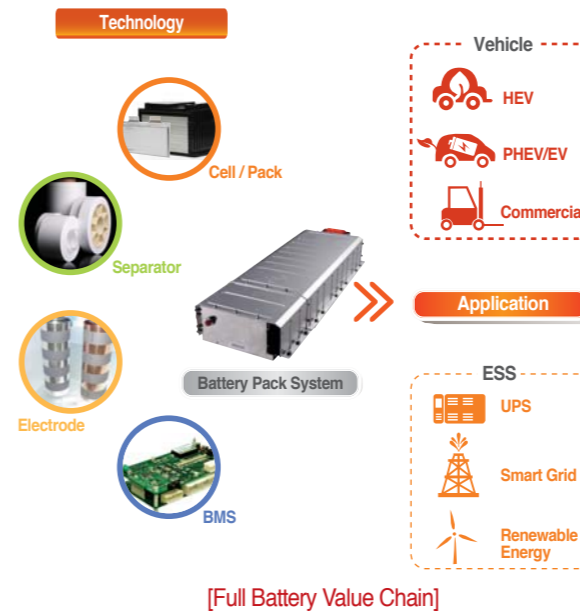 Technology
Cell / Pack
Separator
Electrode
BMS
Battery Pack System
Vehicle
HEV
PHEV/EV
Commercia
Application
ESS
UPS
Smart Grid
Renewable
Energy
[Full Battery Value Chain]